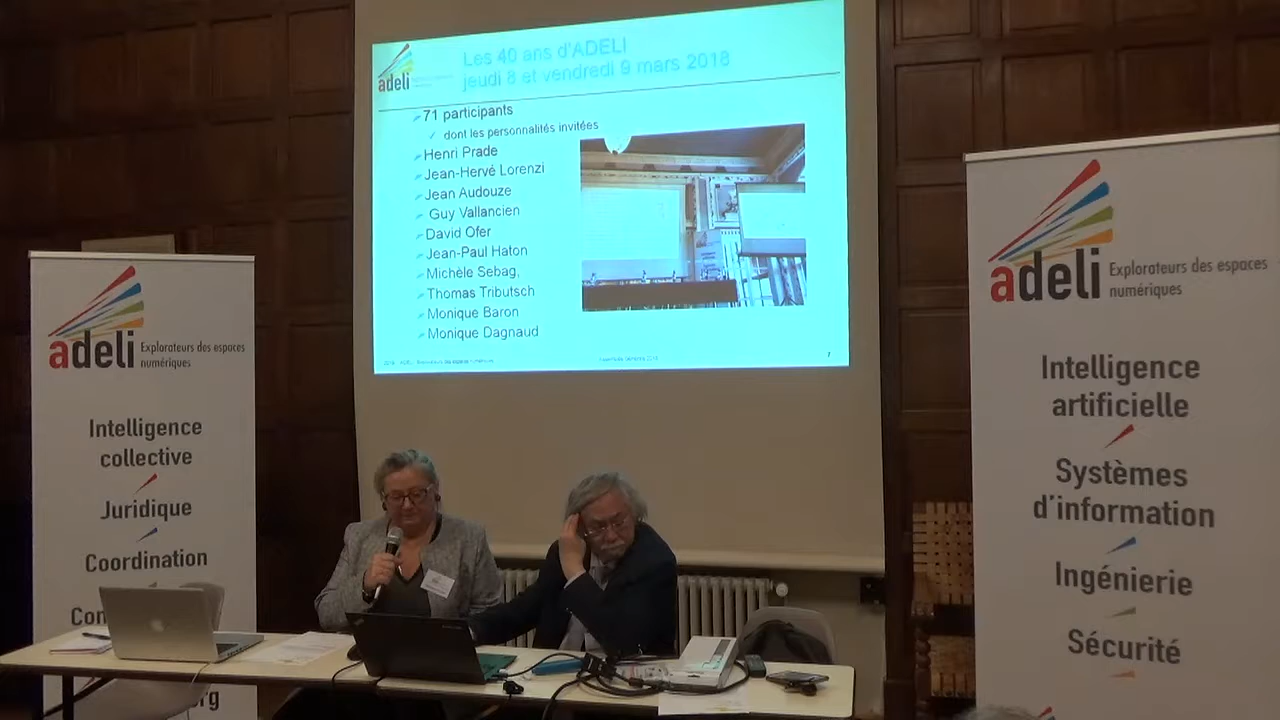 adeli
Les 40 ans d'ADELI
jeudi 8 et vendredi 9 mars 2018
71 participants
✓ dont les personnalités invitées
Henri Prade
Jean-Hervé Lorenzi
Jean Audouze
Guy Vallancien
David Ofer
Jean-Paul Haton
Michèle Sebag,
Thomas Tributsch
Monique Baron
Monique Dagnaud
7
adeli
Explorateurs des espaces
numériques
Intelligence
collective
Juridique
Coordination
adeli
Explorateurs des espaces
numériques
Intelligence
artificielle
Systèmes
d'information
Ingénierie
Sécurité